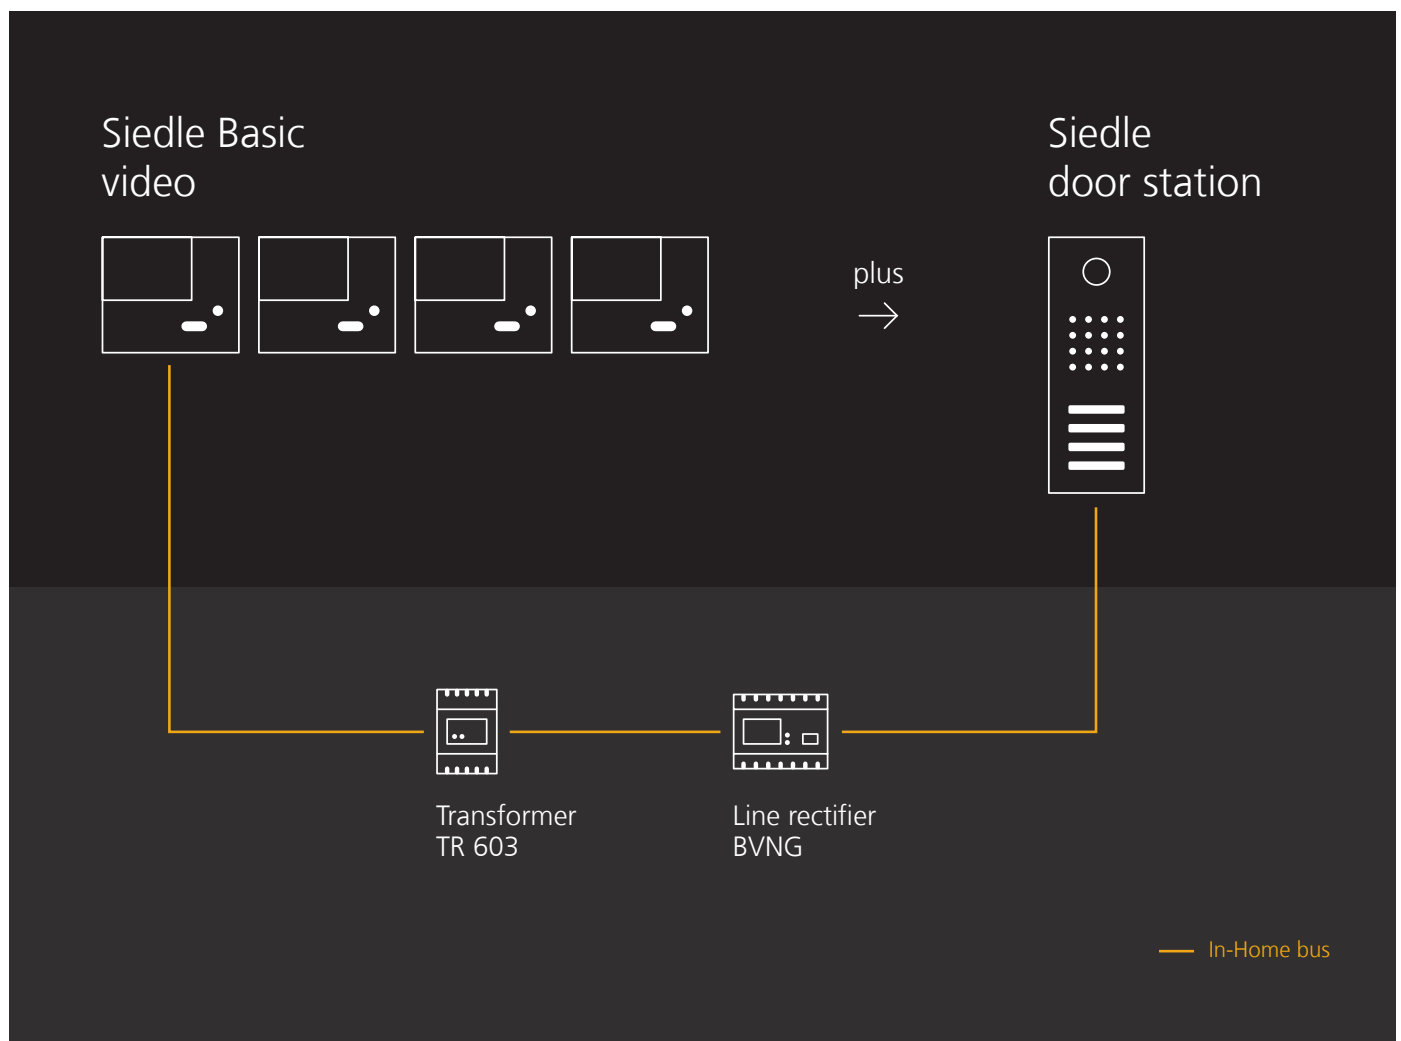 Siedle Basic
video
Siedle
door station
plus
Transformer
TR 603
Line rectifier
BVNG
In-Home bus